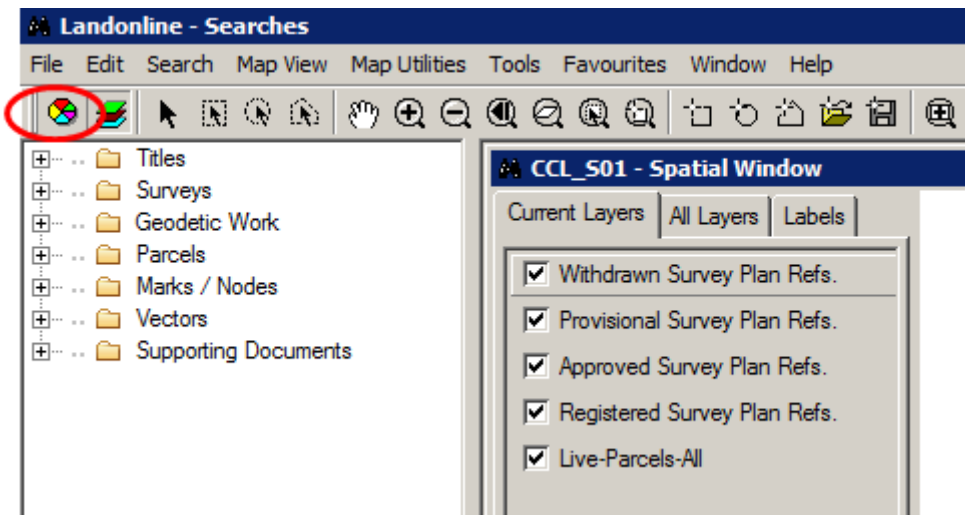 Landonline - Searches
File Edit Search Map View Map Utilities Tools Favourites Window Help
Titles
Surveys
Geodetic Work
Parcels
Marks / Nodes
Vectors
Supporting Documents
CCL_S01 - Spatial Window
Current Layers All Layers Labels
Withdrawn Survey Plan Refs.
Provisional Survey Plan Refs.
Approved Survey Plan Refs.
Registered Survey Plan Refs.
Live-Parcels-All